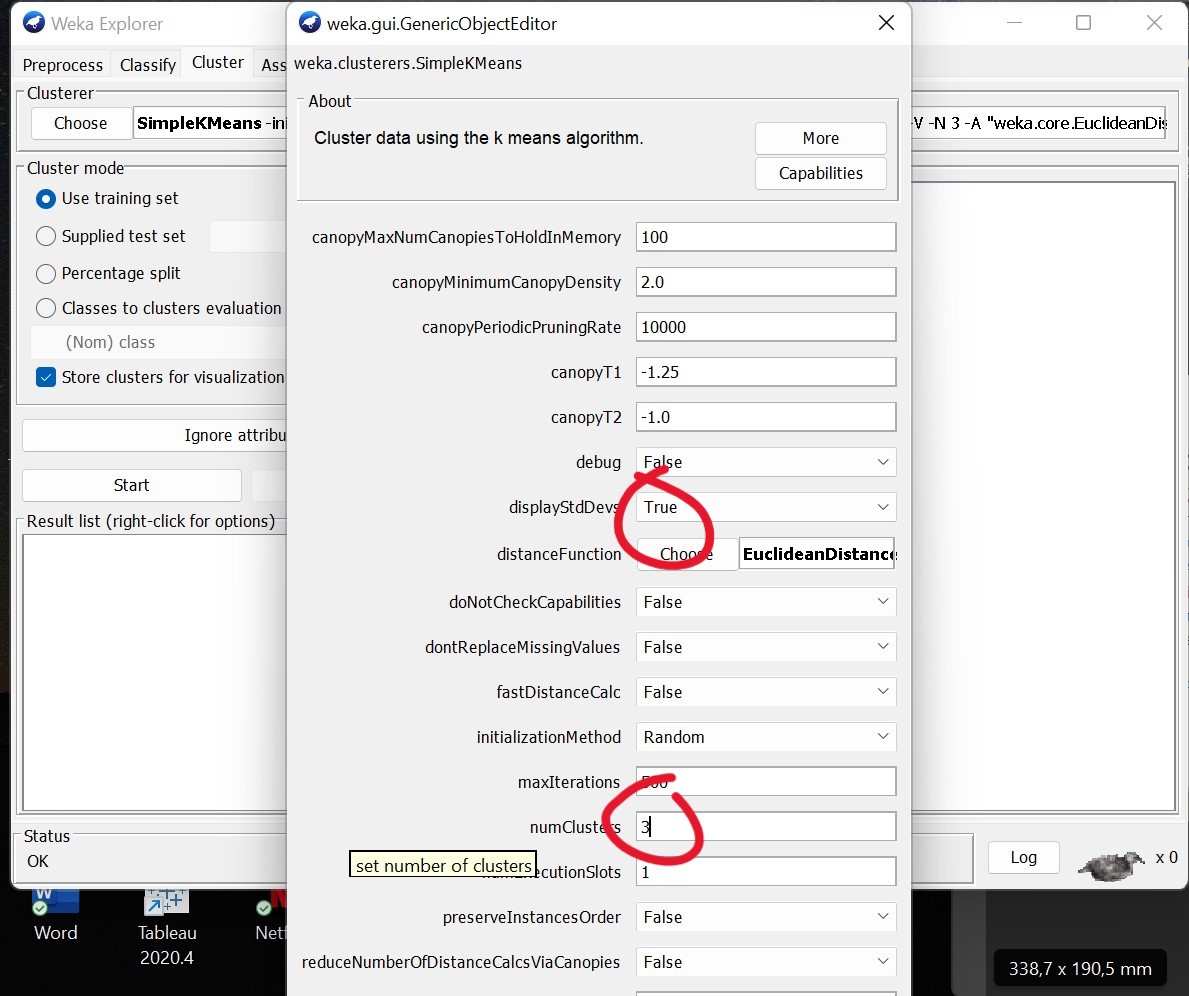 Weka Explorer
weka.gui.GenericObjectEditor
Preprocess Classify Cluster Ass
weka.clusterers.SimpleKMeans
Clusterer
Choose SimpleKMeans -ini
-V -N 3 -A "weka.core.EuclideanDis
About
Cluster data using the k means algorithm.
More
Capabilities
Cluster mode
Use training set
Supplied test set
Percentage split
Classes to clusters evaluation
(Nom) class
Store clusters for visualization
Ignore attribu
Start
Result list (right-click for options)
canopyMaxNumCanopiesToHoldInMemory 100
canopyMinimumCanopyDensity 2.0
canopyPeriodicPruningRate 10000
canopyT1 -1.25
canopyT2 -1.0
debug False
displayStdDevs True
distanceFunction Choose EuclideanDistance
doNotCheckCapabilities False
dontReplaceMissingValues False
fastDistanceCalc False
initializationMethod Random
maxIterations 500
numClusters 3
set number of clusters
ecutionSlots 1
preserveInstancesOrder False
reduceNumberOfDistanceCalcsViaCanopies False
Status
OK
Log
x 0
Word
Tableau
2020.4
Netf
338,7 x 190,5 mm